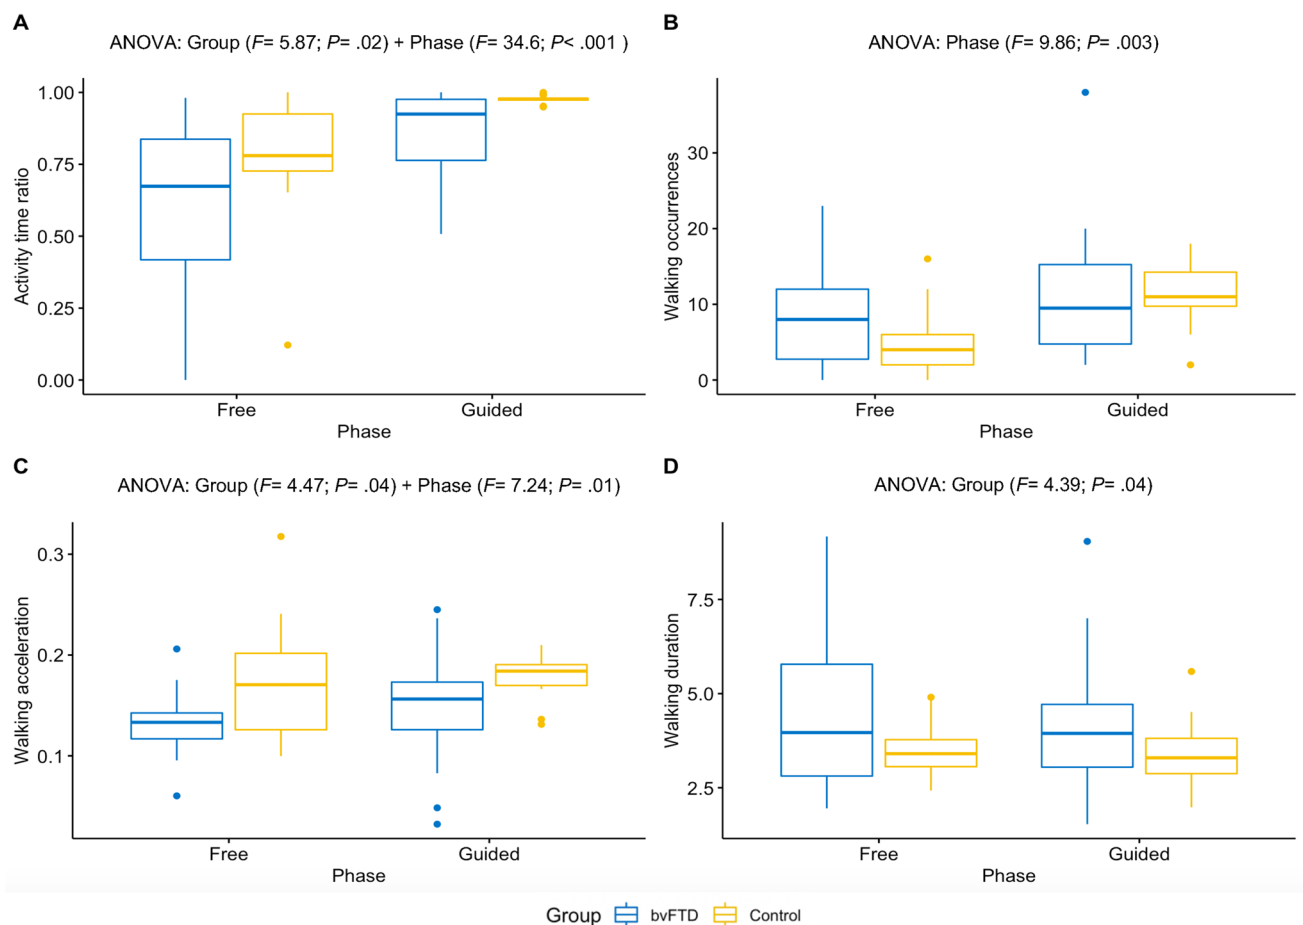 A
ANOVA: Group (F= 5.87; P= .02) + Phase (F= 34.6; P< .001 )
Activity time ratio
1.00
0.75
0.50
0.25
0.00
Free
Guided
Phase
B
ANOVA: Phase (F= 9.86; P= .003)
Walking occurrences
30
20
10
0
Free
Guided
Phase
C
ANOVA: Group (F= 4.47; P= .04) + Phase (F= 7.24; P= .01)
Walking acceleration
0.3
0.2
0.1
Free
Guided
Phase
D
ANOVA: Group (F= 4.39; P= .04)
Walking duration
7.5
5.0
2.5
Free
Guided
Phase
Group bvFTD Control